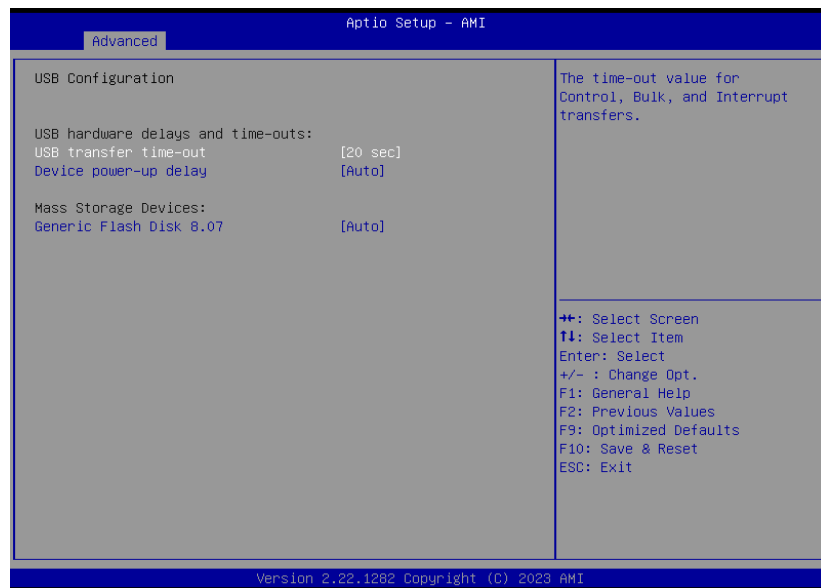 Aptio Setup – AMI
Advanced
USB Configuration
USB hardware delays and time-outs:
USB transfer time-out [20 sec]
Device power-up delay [Auto]
Mass Storage Devices:
Generic Flash Disk 8.07 [Auto]
The time-out value for
Control, Bulk, and Interrupt
transfers.
→←: Select Screen
↑↓: Select Item
Enter: Select
+/- : Change Opt.
F1: General Help
F2: Previous Values
F9: Optimized Defaults
F10: Save & Reset
ESC: Exit
Version 2.22.1282 Copyright (C) 2023 AMI